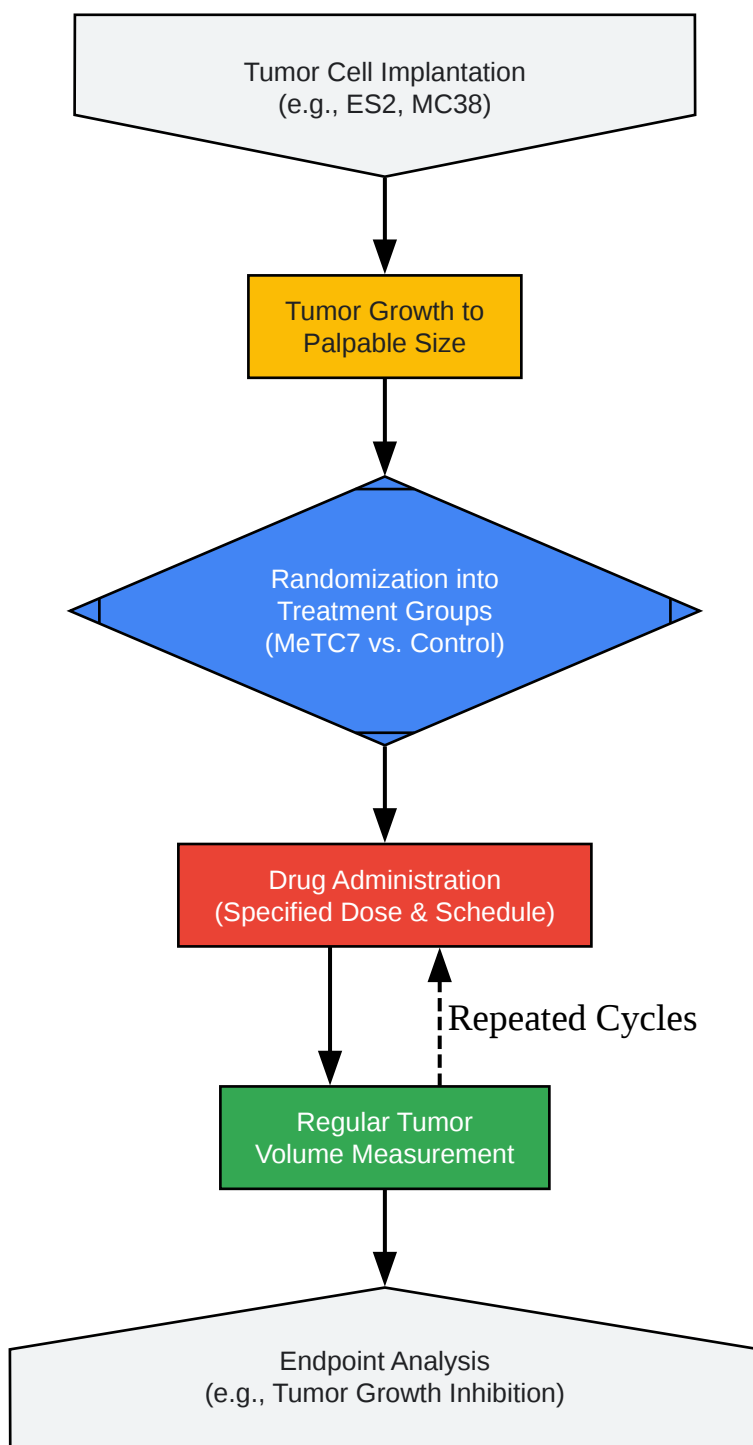 Tumor Cell Implantation
(e.g., ES2, MC38)
Tumor Growth to
Palpable Size
Randomization into
Treatment Groups
(MeTC7 vs. Control)
Drug Administration
(Specified Dose & Schedule)
Repeated Cycles
Regular Tumor
Volume Measurement
Endpoint Analysis
(e.g., Tumor Growth Inhibition)